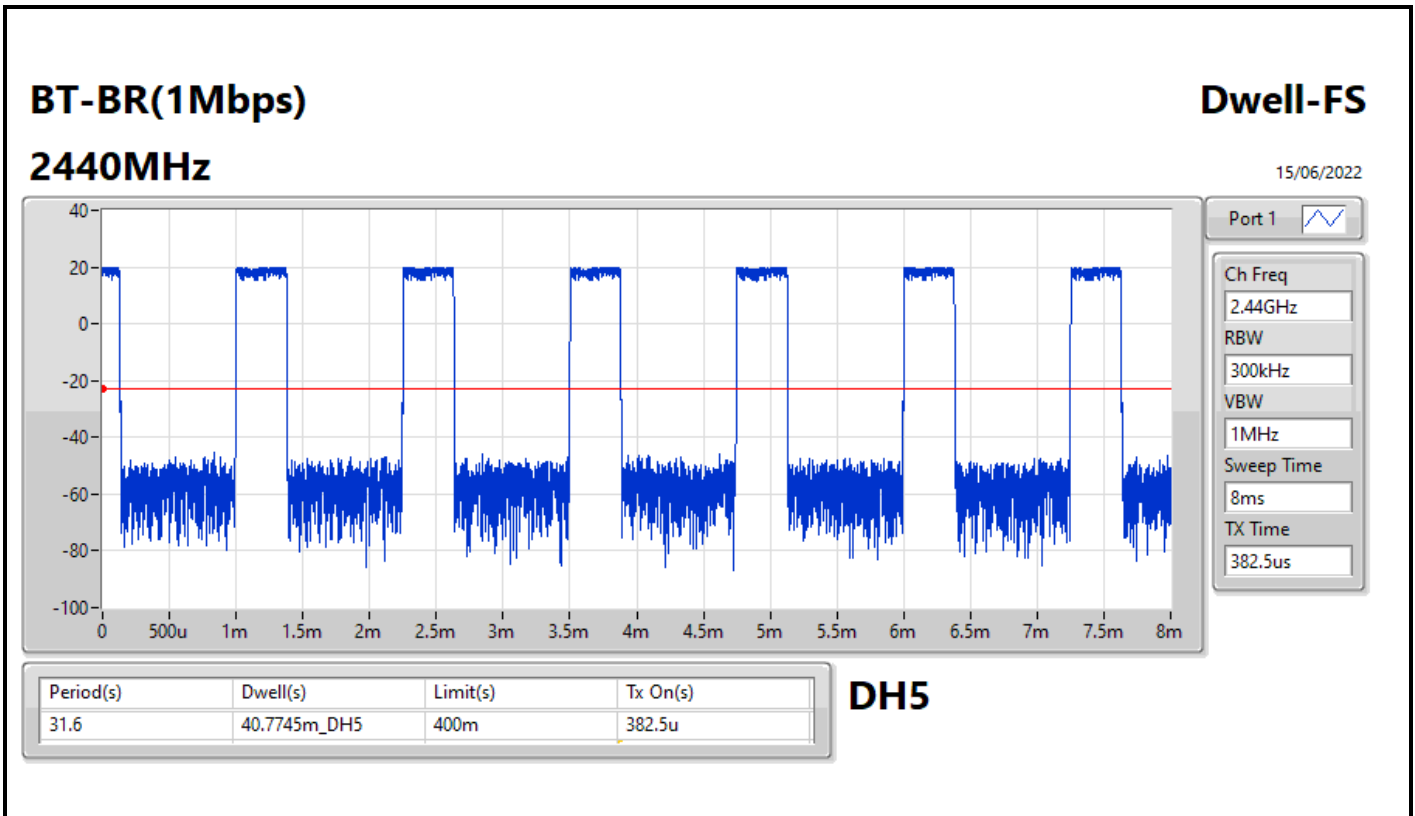 BT-BR(1Mbps)
Dwell-FS
2440MHz
15/06/2022
Port 1
40
20
0
-20
-40
-60
-80
-100
0 500u 1m 1.5m 2m 2.5m 3m 3.5m 4m 4.5m 5m 5.5m 6m 6.5m 7m 7.5m 8m
Ch Freq
2.44GHz
RBW
300kHz
VBW
1MHz
Sweep Time
8ms
TX Time
382.5us
Period(s) Dwell(s) Limit(s) Tx On(s)
31.6 40.7745m_DH5 400m 382.5u
DH5